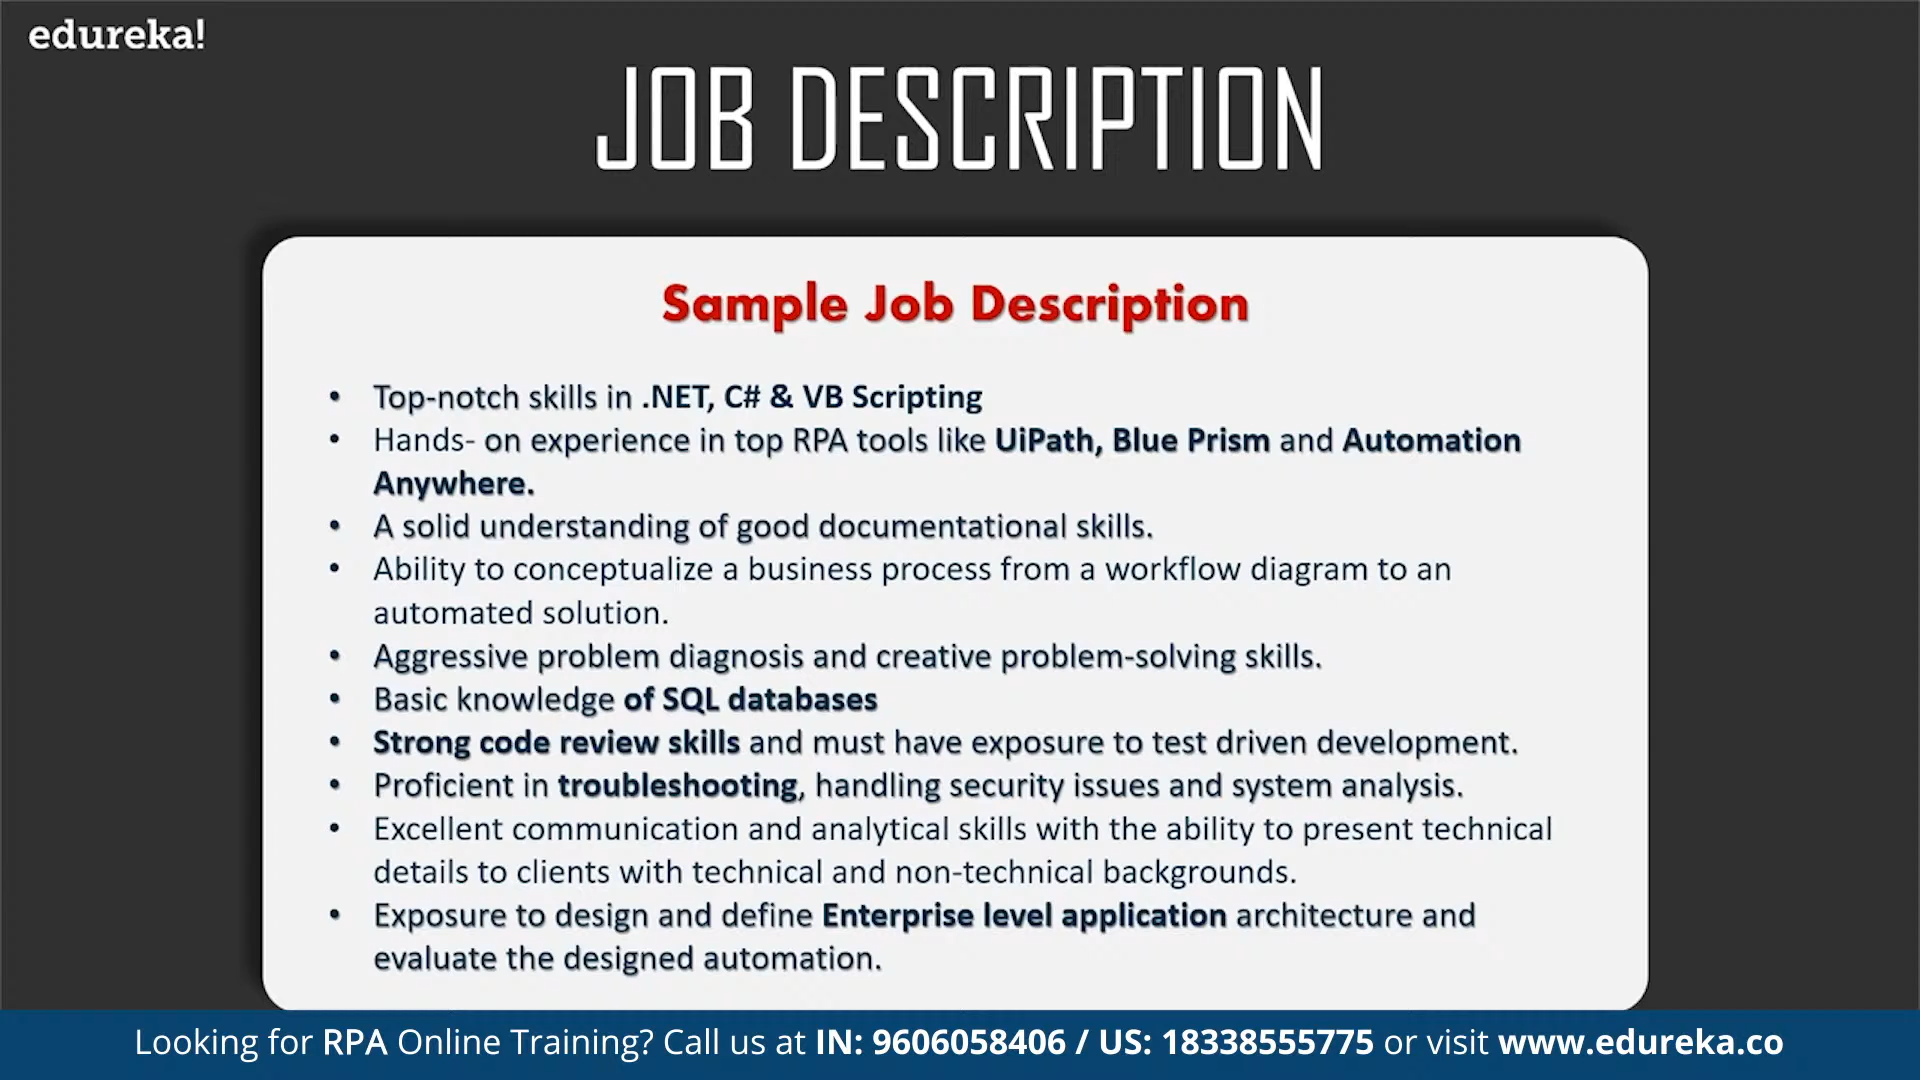 edureka!
JOB DESCRIPTION
Sample Job Description
• Top-notch skills in .NET, C# & VB Scripting
• Hands- on experience in top RPA tools like UiPath, Blue Prism and Automation
Anywhere.
• A solid understanding of good documentational skills.
• Ability to conceptualize a business process from a workflow diagram to an
automated solution.
• Aggressive problem diagnosis and creative problem-solving skills.
• Basic knowledge of SQL databases
• Strong code review skills and must have exposure to test driven development.
• Proficient in troubleshooting, handling security issues and system analysis.
• Excellent communication and analytical skills with the ability to present technical
details to clients with technical and non-technical backgrounds.
• Exposure to design and define Enterprise level application architecture and
evaluate the designed automation.
Looking for RPA Online Training? Call us at IN: 9606058406 / US: 18338555775 or visit www.edureka.co